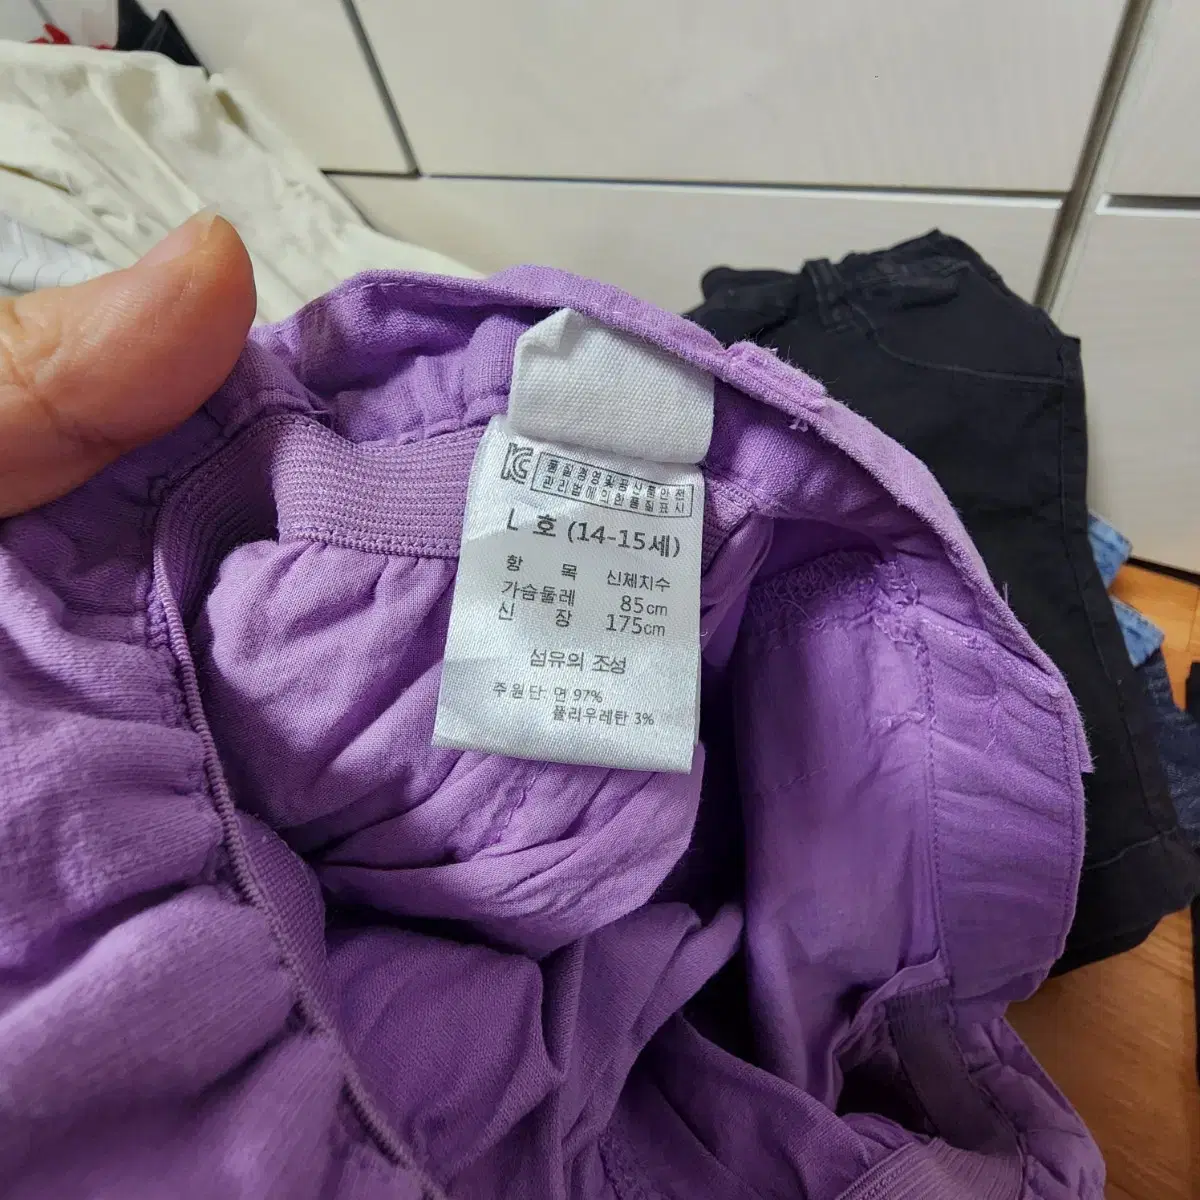 KC 품질경영및공산품안전
관리법에의한품질표시
L 호 (14-15세)
항 목 신체치수
가슴둘레 85cm
신 장 175cm
섬유의 조성
주원단 면 97%
폴리우레탄 3%